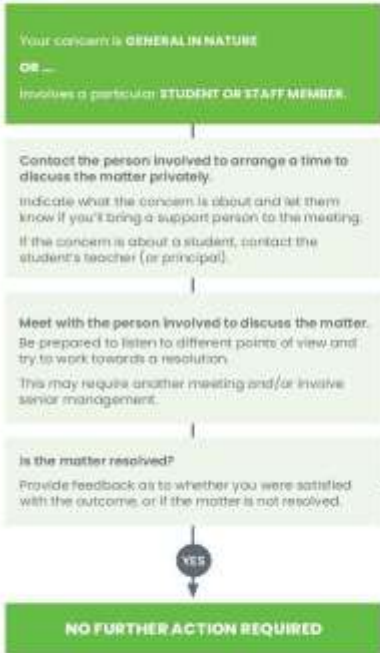 Your concern is GENERAL IN NATURE
OR ....
involves a particular STUDENT OR STAFF MEMBER.
Contact the person involved to arrange a time to
discuss the matter privately.
Indicate what the concern is about and let them
know if you'll bring a support person to the meeting.
If the concern is about a student, contact the
student's teacher (or principal).
Meet with the person involved to discuss the matter.
Be prepared to listen to different points of view and
try to work towards a resolution.
This may require another meeting and/or involve
senior management.
Is the matter resolved?
Provide feedback as to whether you were satisfied
with the outcome, or if the matter is not resolved.
YES
NO FURTHER ACTION REQUIRED